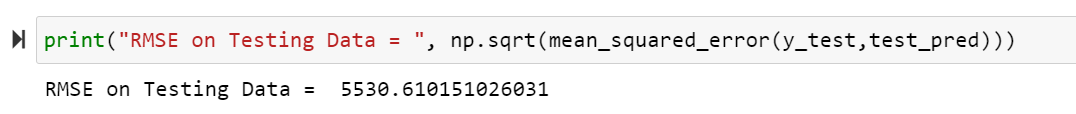 print("RMSE on Testing Data = ", np.sqrt(mean_squared_error(y_test,test_pred)))
RMSE on Testing Data =  5530.610151026031